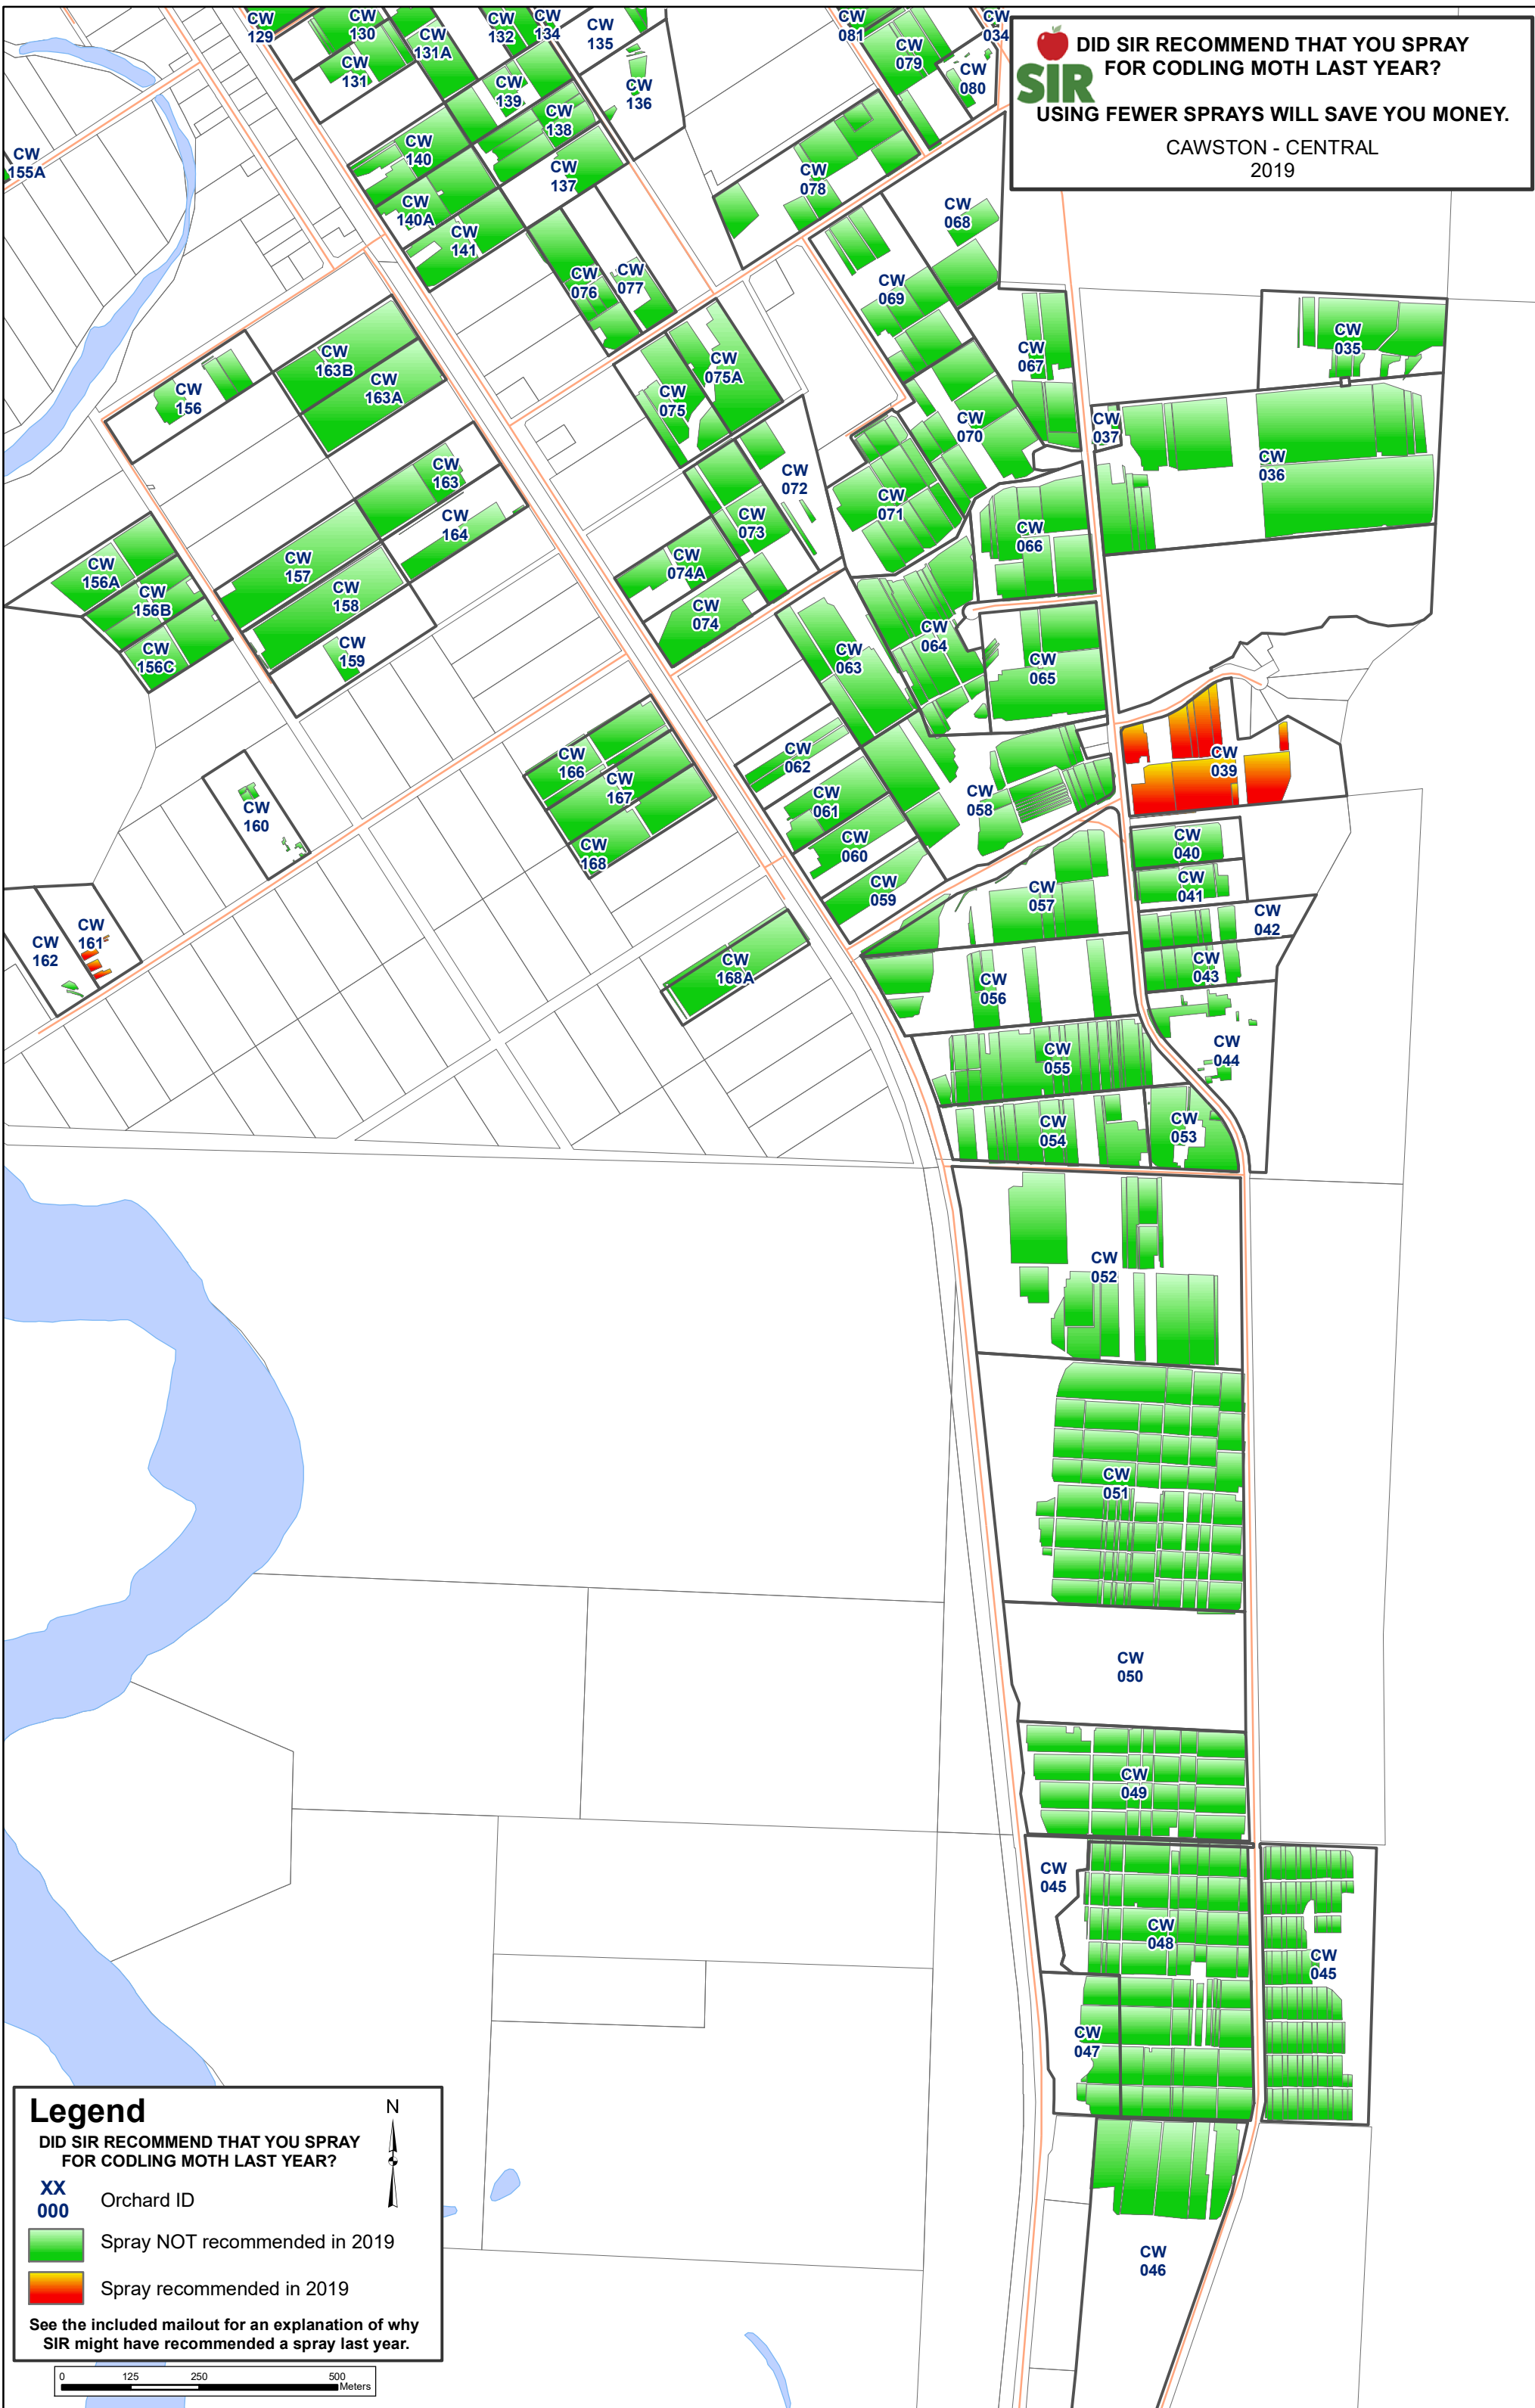 DID SIR RECOMMEND THAT YOU SPRAY
FOR CODLING MOTH LAST YEAR?
SIR
USING FEWER SPRAYS WILL SAVE YOU MONEY.
CAWSTON - CENTRAL
2019
CW
129
CW
130
CW
131
CW
131A
CW
132
CW
134
CW
135
CW
136
CW
139
CW
138
CW
137
CW
140
CW
140A
CW
141
CW
081
CW
079
CW
034
CW
080
CW
078
CW
155A
CW
068
CW
069
CW
076
CW
077
CW
067
CW
035
CW
163B
CW
163A
CW
156
CW
075A
CW
075
CW
070
CW
037
CW
036
CW
163
CW
164
CW
072
CW
073
CW
071
CW
066
CW
156A
CW
156B
CW
156C
CW
157
CW
158
CW
159
CW
074A
CW
074
CW
064
CW
063
CW
065
CW
062
CW
061
CW
060
CW
059
CW
058
CW
039
CW
166
CW
167
CW
168
CW
160
CW
040
CW
041
CW
042
CW
043
CW
057
CW
161
CW
162
CW
168A
CW
056
CW
044
CW
055
CW
054
CW
053
CW
052
CW
051
CW
050
CW
049
CW
045
CW
048
CW
045
CW
047
CW
046
Legend
N
DID SIR RECOMMEND THAT YOU SPRAY
FOR CODLING MOTH LAST YEAR?
XX
000
Orchard ID
Spray NOT recommended in 2019
Spray recommended in 2019
See the included mailout for an explanation of why
SIR might have recommended a spray last year.
0 125 250 500
Meters